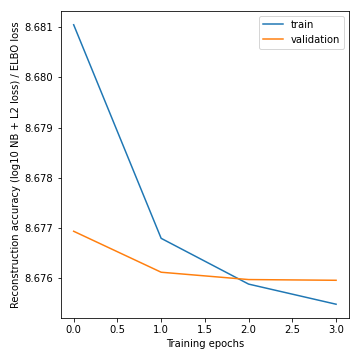 train
validation
Reconstruction accuracy (log10 NB + L2 loss) / ELBO loss
8.681
8.680
8.679
8.678
8.677
8.676
0.0 0.5 1.0 1.5 2.0 2.5 3.0
Training epochs